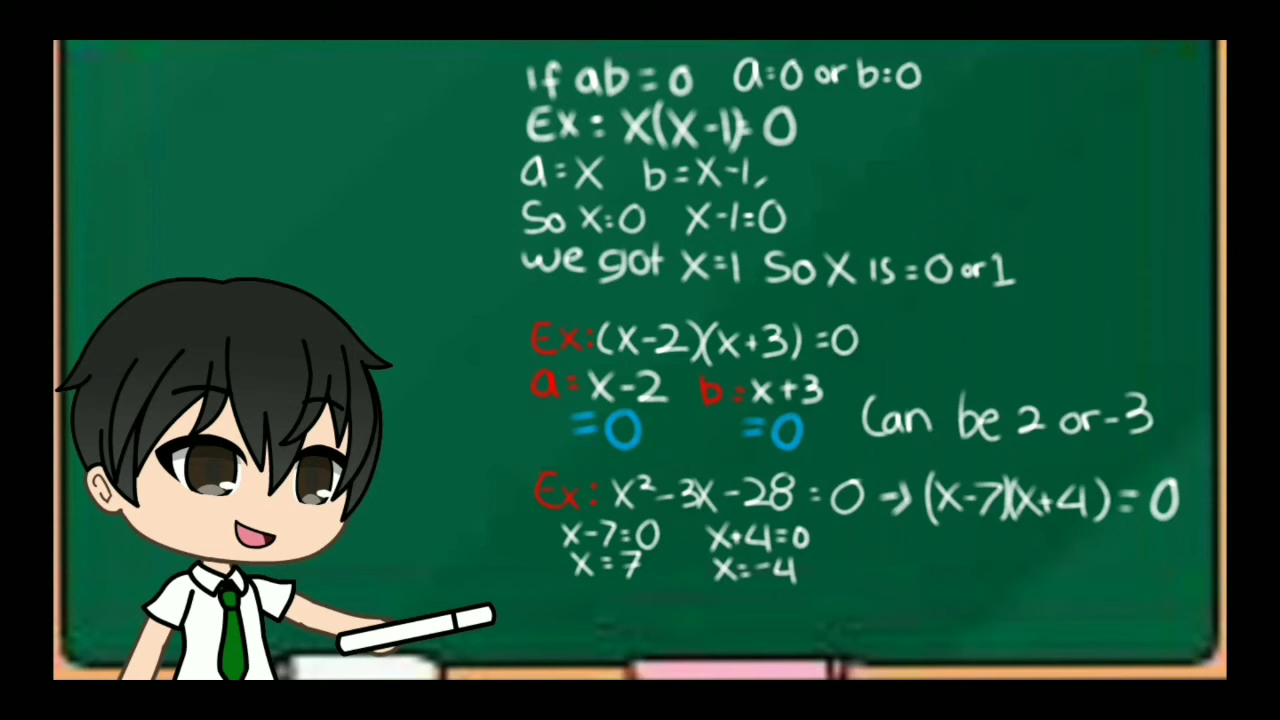 if ab = 0 a=0 or b=0
Ex: x(x-1)=0
a=x b=x-1,
So x=0 x-1=0
we got x=1 So x is = 0 or 1
Ex: (x-2)(x+3)=0
a=x-2 b=x+3
=0 =0 Can be 2 or -3
Ex: x²-3x-28=0 → (x-7)(x+4)=0
x-7=0 x+4=0
x=7 x=-4